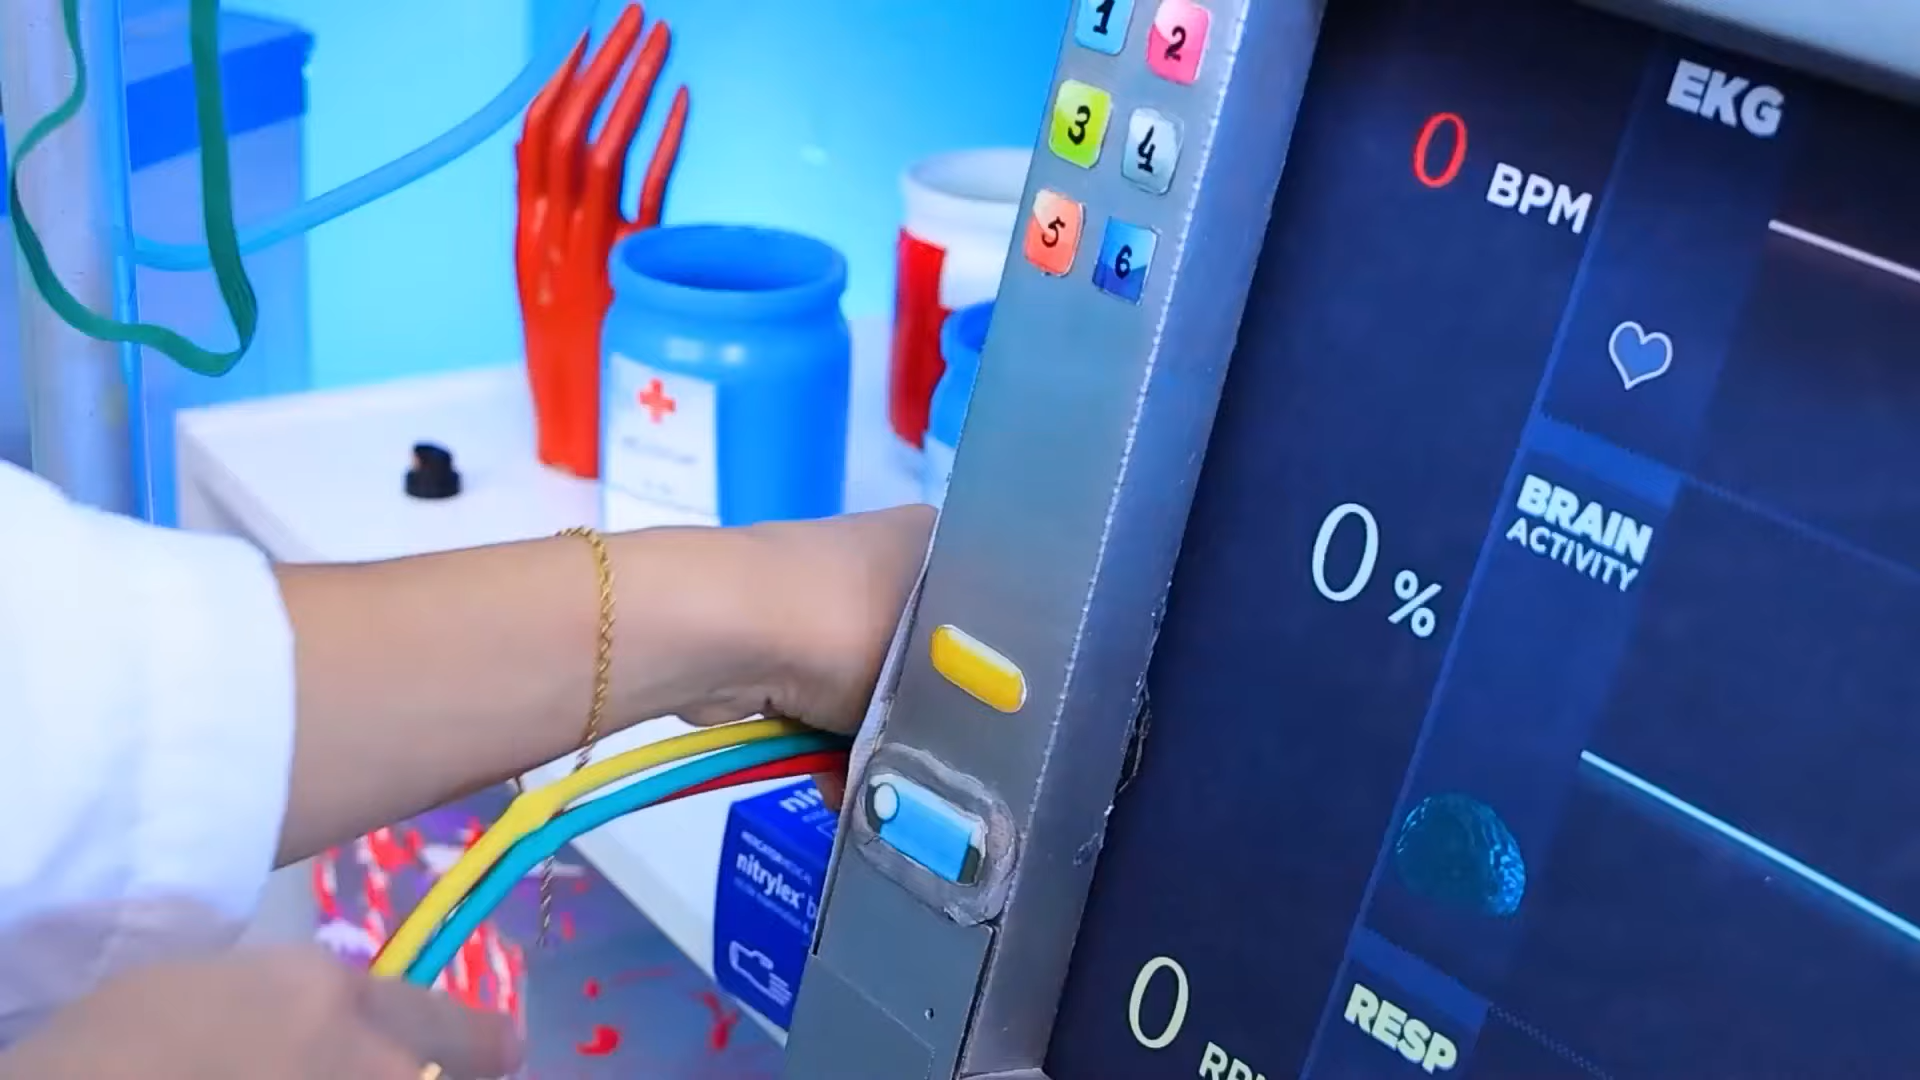 1
2
3
4
5
6
EKG
0 BPM
BRAIN
ACTIVITY
0 %
RESP
0
nitrylex